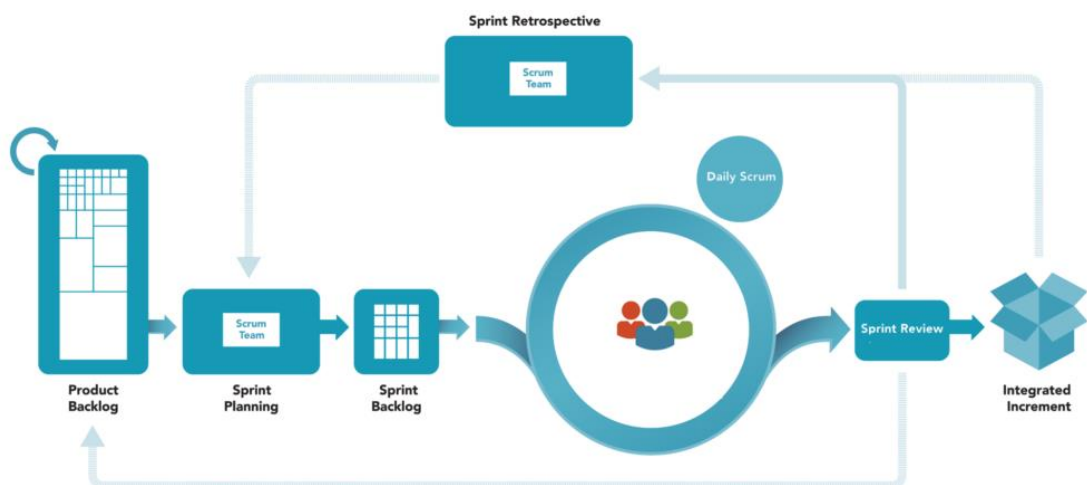 Sprint Retrospective
Scrum
Team
Daily Scrum
Scrum
Team
Sprint Review
Product
Backlog
Sprint
Planning
Sprint
Backlog
Integrated
Increment